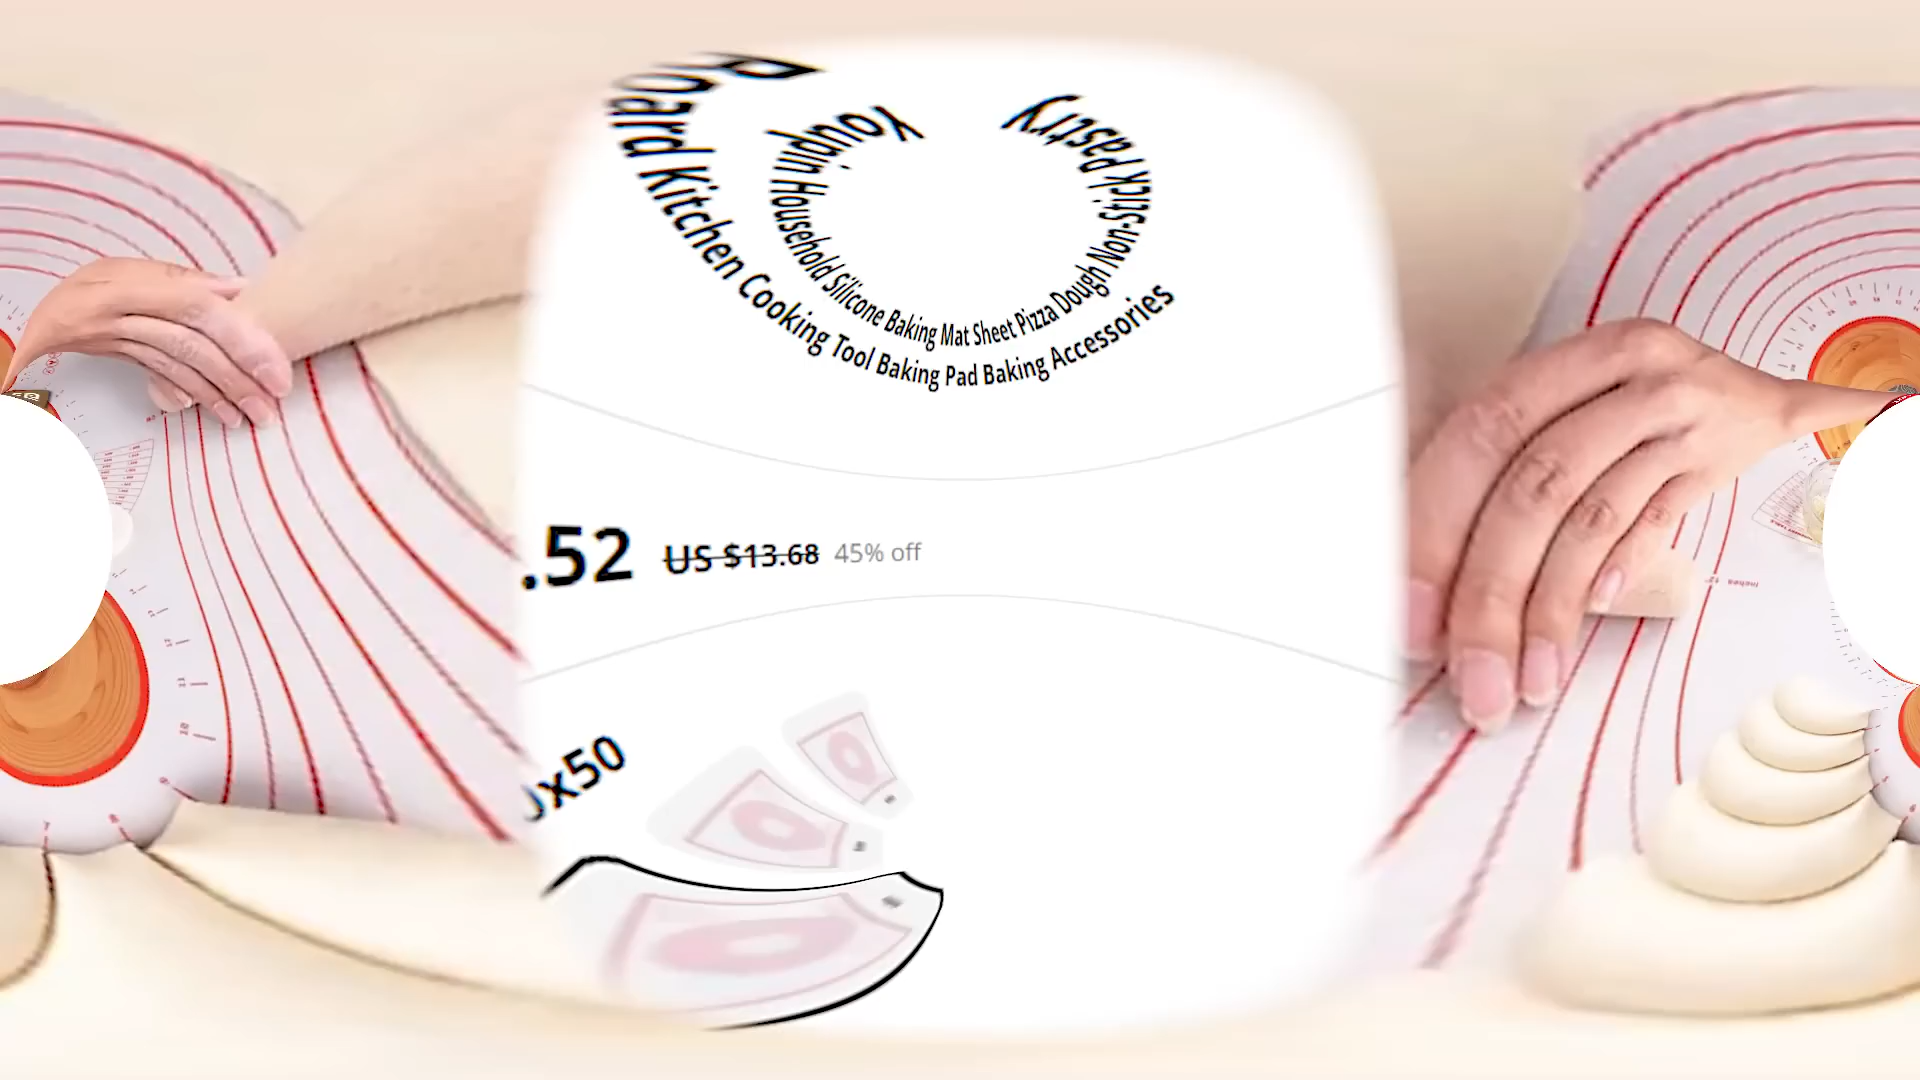 Youpin Household Silicone Baking Mat Sheet Pizza Dough Non-stick Pastry
Board Kitchen Cooking Tool Baking Pad Baking Accessories
.52 US $13.68 45% off
x50